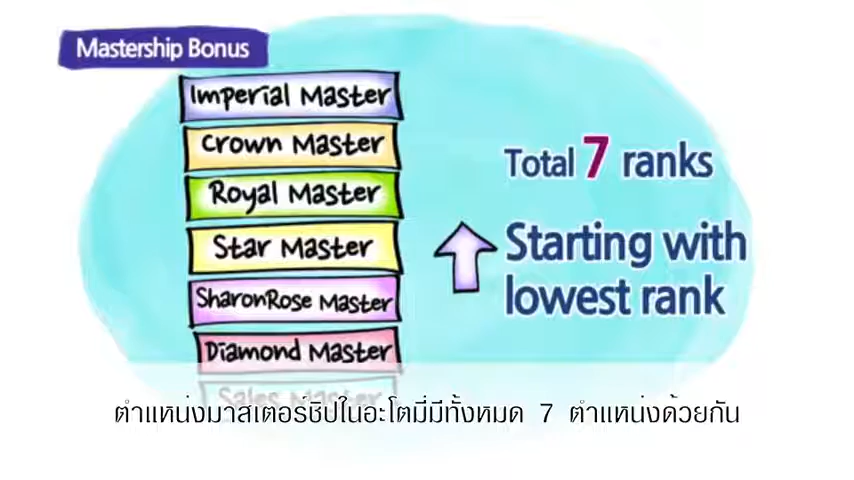 Mastership Bonus
Imperial Master
Crown Master
Royal Master
Star Master
SharonRose Master
Diamond Master
Sales Master
Total 7 ranks
Starting with
lowest rank
ตำแหน่งมาสเตอร์ชิปในอะโตมี่มีทั้งหมด 7 ตำแหน่งด้วยกัน